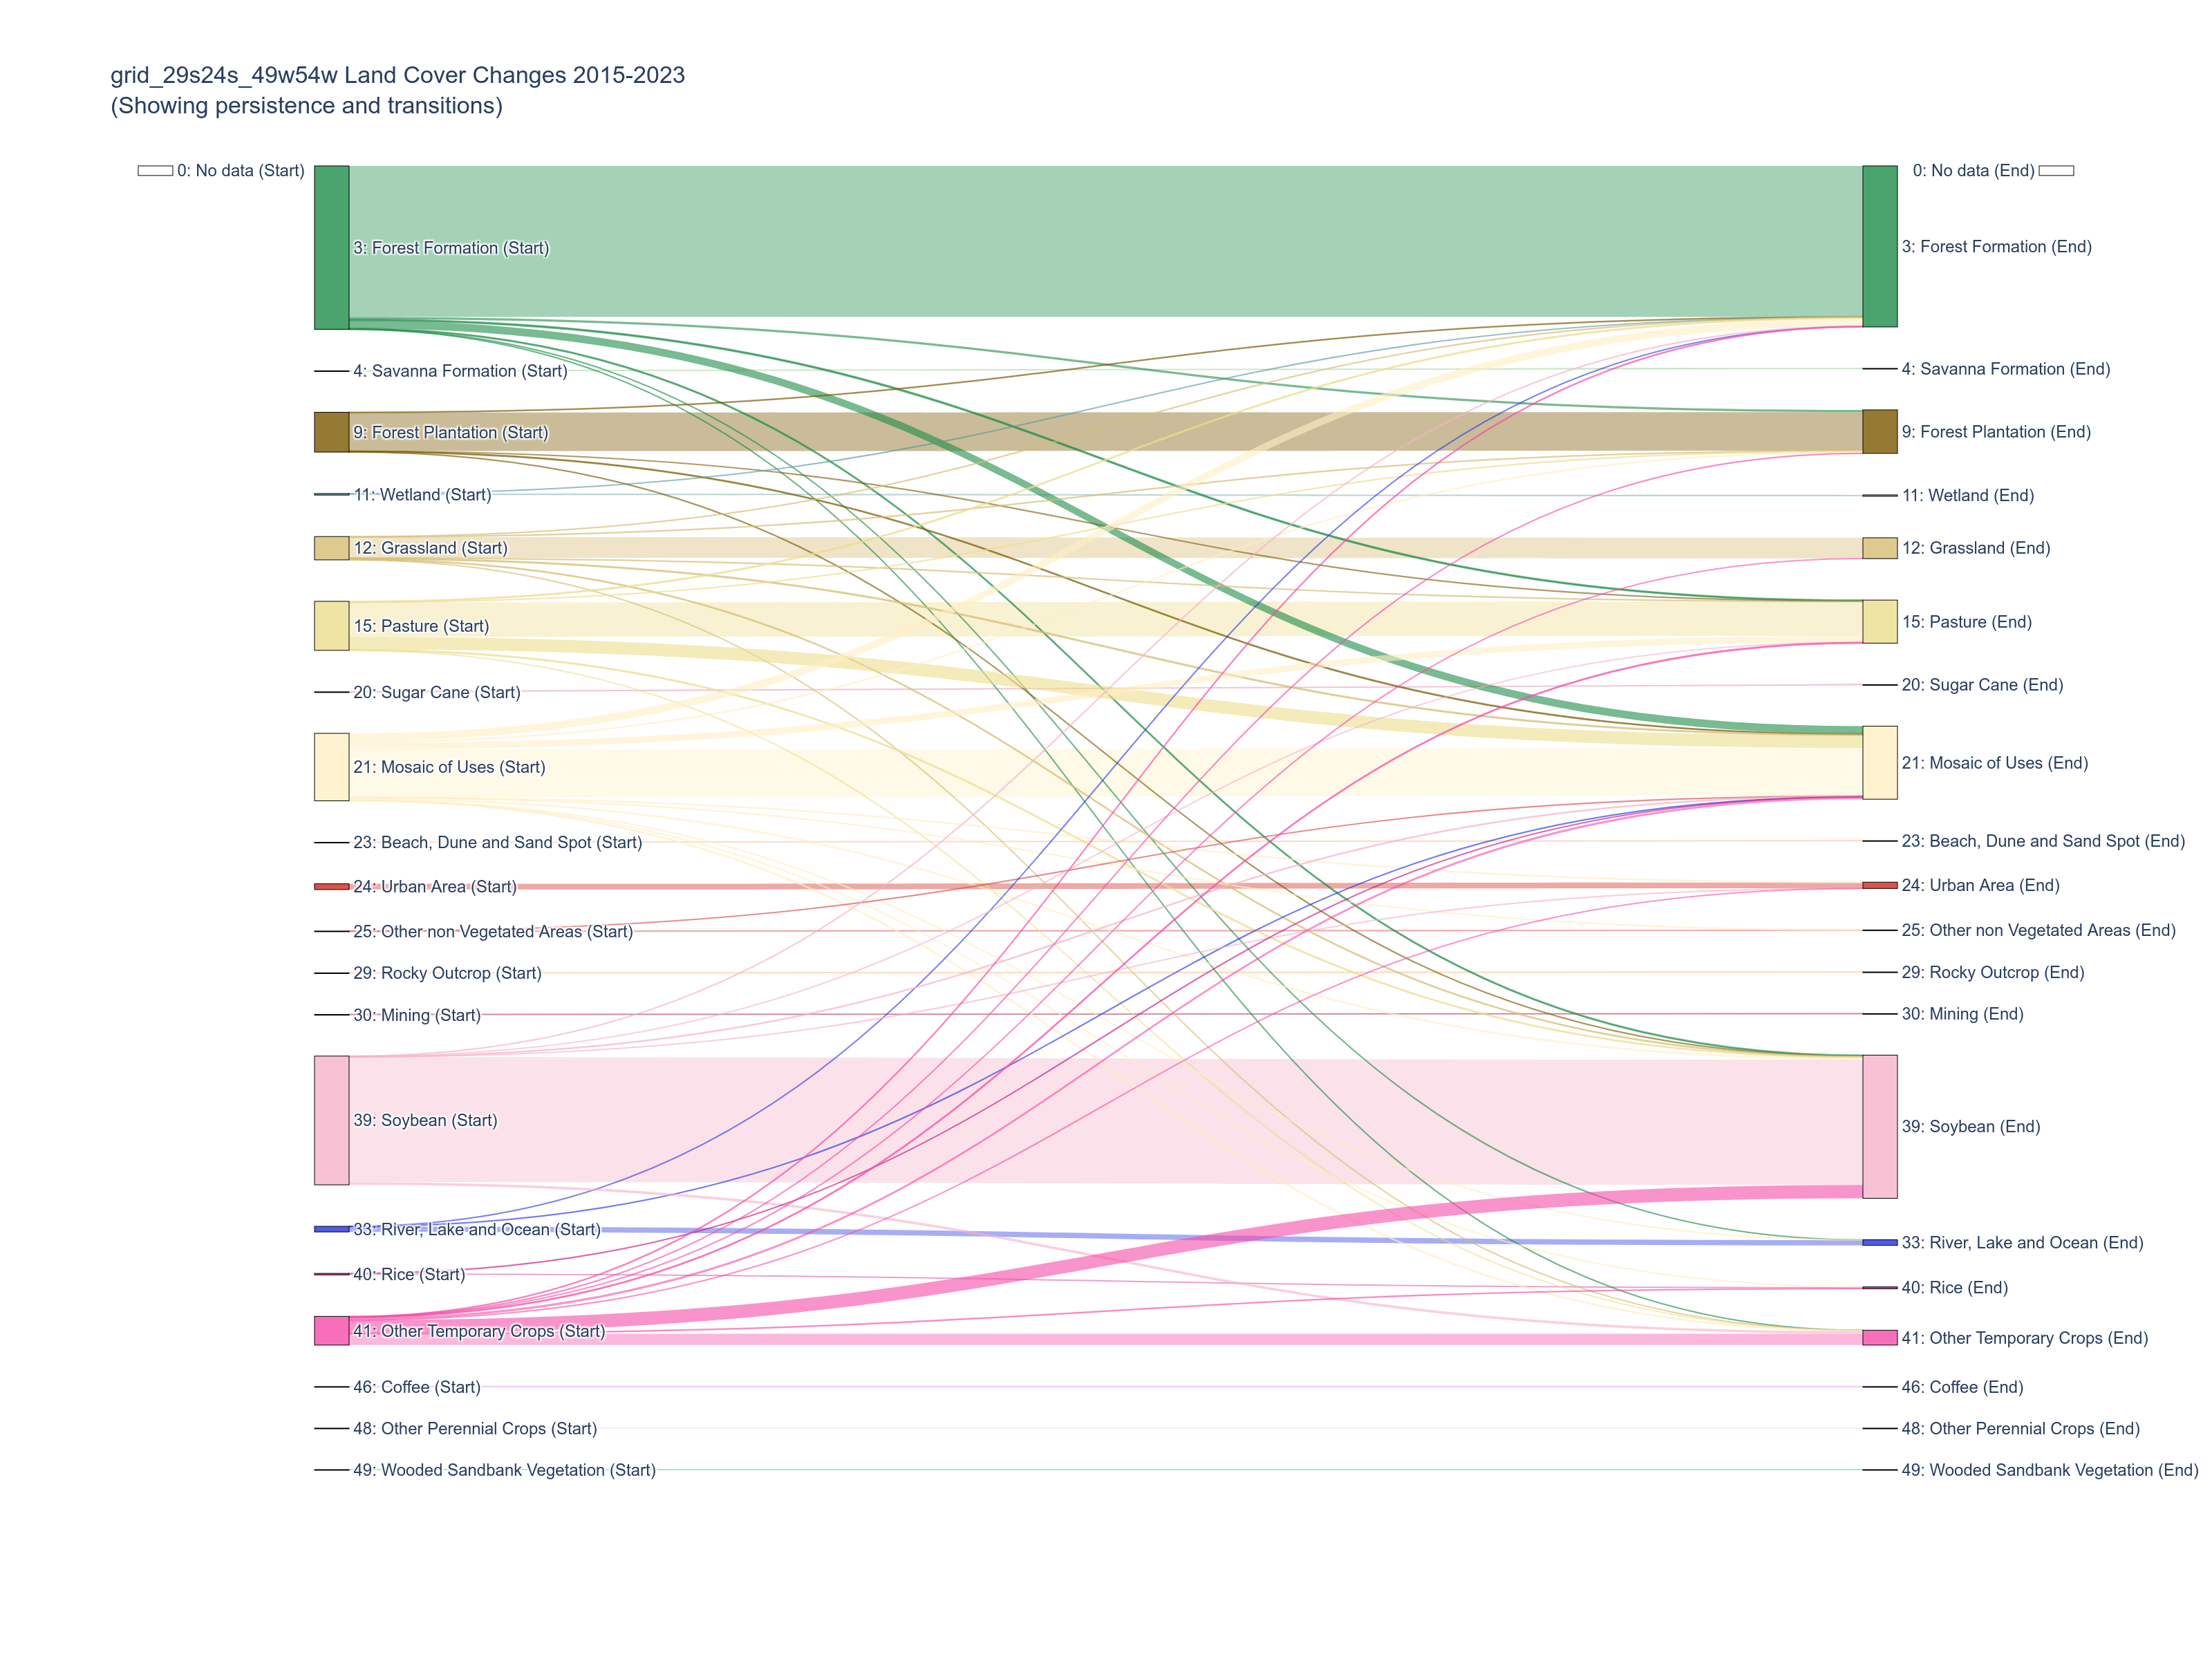 grid_29s24s_49w54w Land Cover Changes 2015-2023
(Showing persistence and transitions)
0: No data (Start)
0: No data (End)
3: Forest Formation (Start)
3: Forest Formation (End)
4: Savanna Formation (Start)
4: Savanna Formation (End)
9: Forest Plantation (Start)
9: Forest Plantation (End)
11: Wetland (Start)
11: Wetland (End)
12: Grassland (Start)
12: Grassland (End)
15: Pasture (Start)
15: Pasture (End)
20: Sugar Cane (Start)
20: Sugar Cane (End)
21: Mosaic of Uses (Start)
21: Mosaic of Uses (End)
23: Beach, Dune and Sand Spot (Start)
23: Beach, Dune and Sand Spot (End)
24: Urban Area (Start)
24: Urban Area (End)
25: Other non Vegetated Areas (Start)
25: Other non Vegetated Areas (End)
29: Rocky Outcrop (Start)
29: Rocky Outcrop (End)
30: Mining (Start)
30: Mining (End)
39: Soybean (Start)
39: Soybean (End)
33: River, Lake and Ocean (Start)
33: River, Lake and Ocean (End)
40: Rice (Start)
40: Rice (End)
41: Other Temporary Crops (Start)
41: Other Temporary Crops (End)
46: Coffee (Start)
46: Coffee (End)
48: Other Perennial Crops (Start)
48: Other Perennial Crops (End)
49: Wooded Sandbank Vegetation (Start)
49: Wooded Sandbank Vegetation (End)